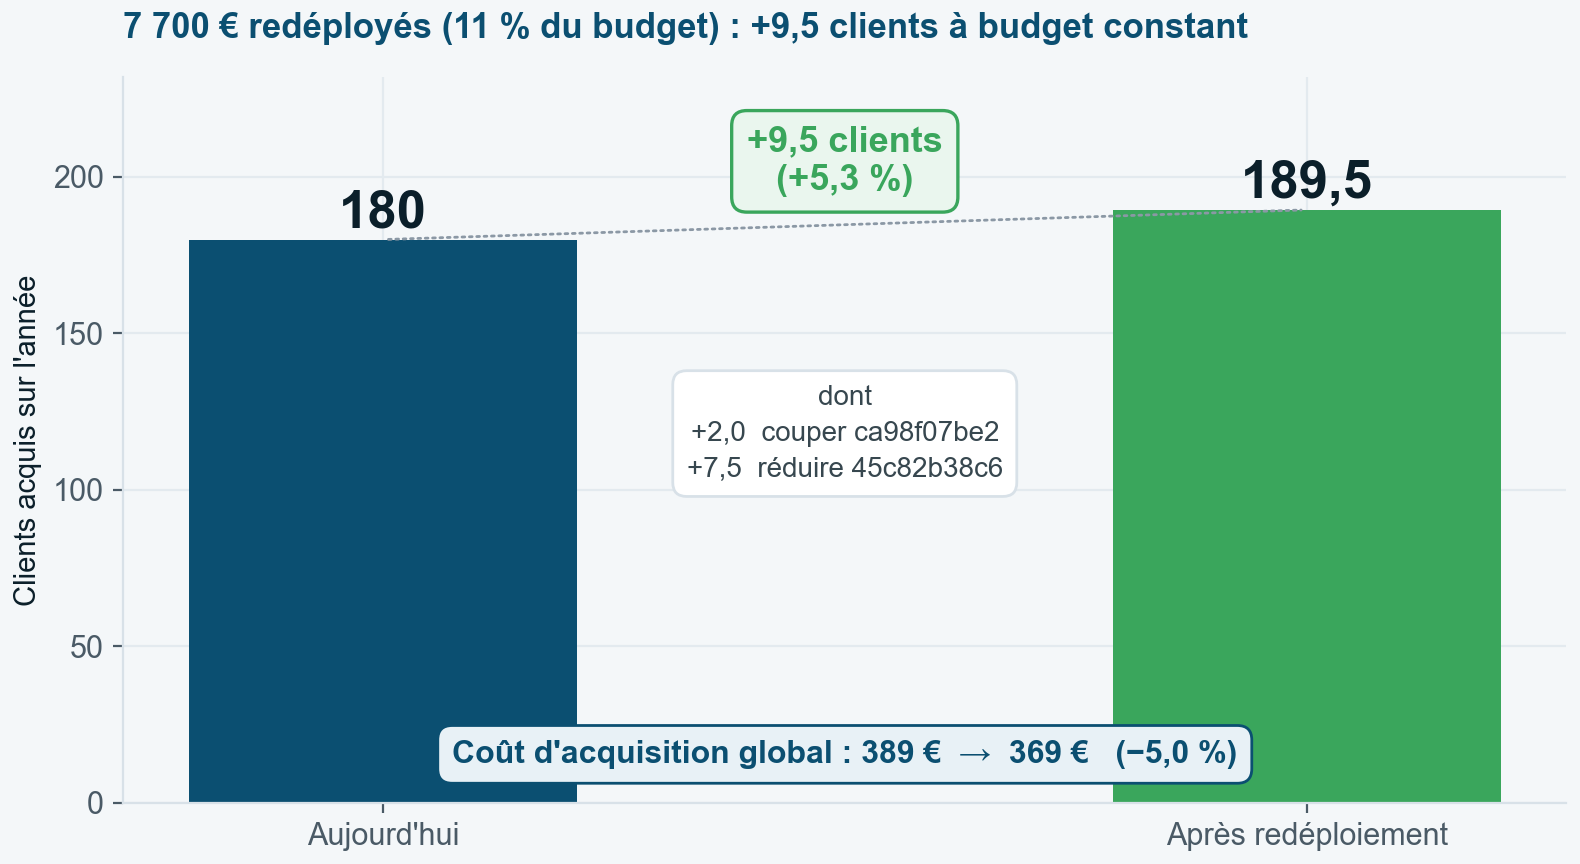 7 700 € redéployés (11 % du budget) : +9,5 clients à budget constant
+9,5 clients
(+5,3 %)
180
189,5
Clients acquis sur l'année
200
150
100
50
0
dont
+2,0 couper ca98f07be2
+7,5 réduire 45c82b38c6
Coût d'acquisition global : 389 € → 369 € (−5,0 %)
Aujourd'hui
Après redéploiement